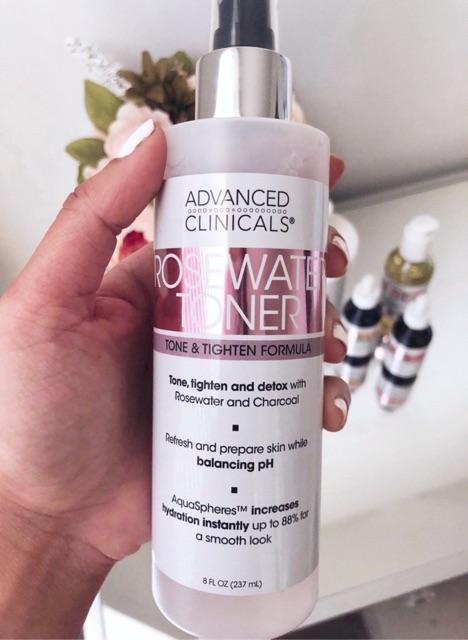 ADVANCED
CLINICALS®
ROSEWATER
TONER
TONE & TIGHTEN FORMULA
Tone, tighten and detox with
Rosewater and Charcoal
■
Refresh and prepare skin while
balancing pH
■
AquaSpheres™ increases
hydration instantly up to 88% for
a smooth look
8 FL OZ (237 mL)